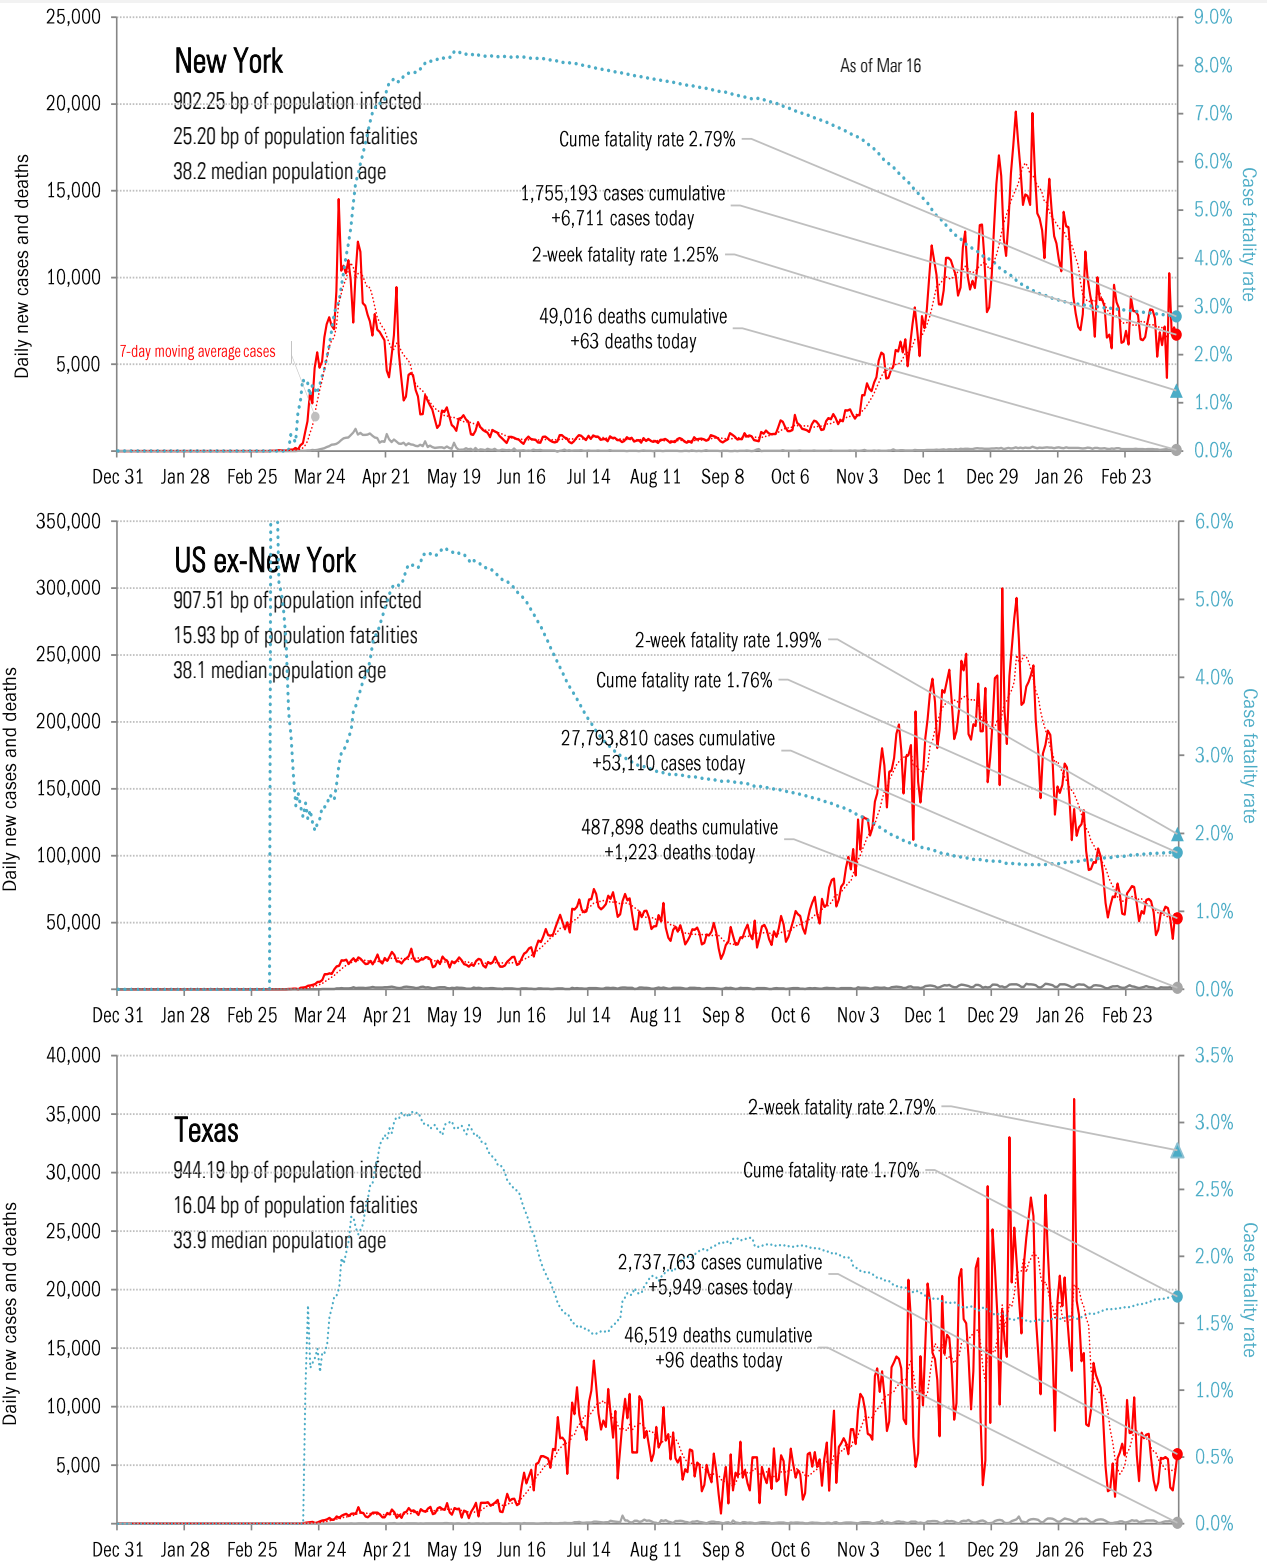 25,000
9.0%
New York
As of Mar 16
8.0%
902.25 bp of population infected
20,000
7.0%
25.20 bp of population fatalities
Cume fatality rate 2.79%
38.2 median population age
6.0%
15,000
1,755,193 cases cumulative
+6,711 cases today
5.0%
2-week fatality rate 1.25%
4.0%
10,000
49,016 deaths cumulative
+63 deaths today
3.0%
7-day moving average cases
2.0%
5,000
1.0%
0.0%
Daily new cases and deaths
Case fatality rate
Dec 31 Jan 28 Feb 25 Mar 24 Apr 21 May 19 Jun 16 Jul 14 Aug 11 Sep 8 Oct 6 Nov 3 Dec 1 Dec 29 Jan 26 Feb 23
350,000
6.0%
US ex-New York
300,000
907.51 bp of population infected
5.0%
15.93 bp of population fatalities
2-week fatality rate 1.99%
250,000
38.1 median population age
Cume fatality rate 1.76%
4.0%
200,000
27,793,810 cases cumulative
+53,110 cases today
3.0%
150,000
487,898 deaths cumulative
+1,223 deaths today
2.0%
100,000
1.0%
50,000
0.0%
Daily new cases and deaths
Case fatality rate
Dec 31 Jan 28 Feb 25 Mar 24 Apr 21 May 19 Jun 16 Jul 14 Aug 11 Sep 8 Oct 6 Nov 3 Dec 1 Dec 29 Jan 26 Feb 23
40,000
3.5%
35,000
2-week fatality rate 2.79%
3.0%
Texas
30,000
944.19 bp of population infected
Cume fatality rate 1.70%
2.5%
16.04 bp of population fatalities
25,000
33.9 median population age
2.0%
2,737,763 cases cumulative
+5,949 cases today
20,000
1.5%
46,519 deaths cumulative
+96 deaths today
15,000
1.0%
10,000
0.5%
5,000
0.0%
Daily new cases and deaths
Case fatality rate
Dec 31 Jan 28 Feb 25 Mar 24 Apr 21 May 19 Jun 16 Jul 14 Aug 11 Sep 8 Oct 6 Nov 3 Dec 1 Dec 29 Jan 26 Feb 23